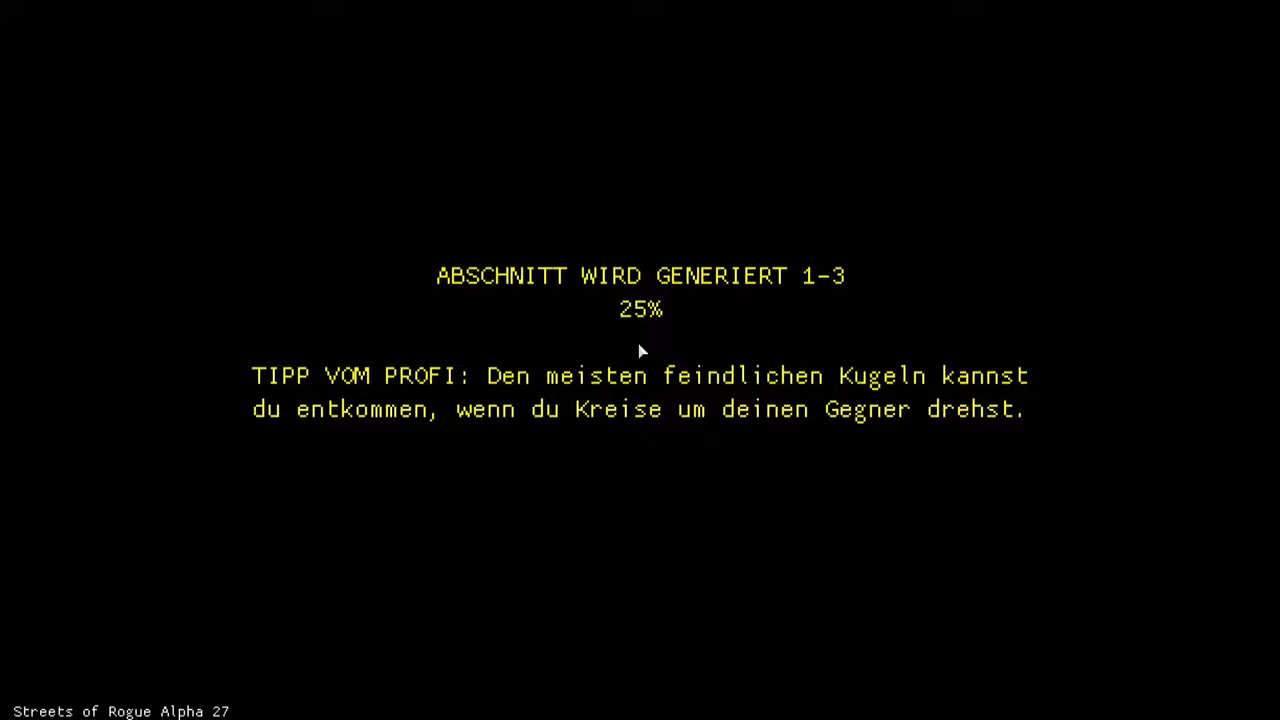 ABSCHNITT WIRD GENERIERT 1-3
25%
TIPP VOM PROFI: Den meisten feindlichen Kugeln kannst
du entkommen, wenn du Kreise um deinen Gegner drehst.
Streets of Rogue Alpha 27